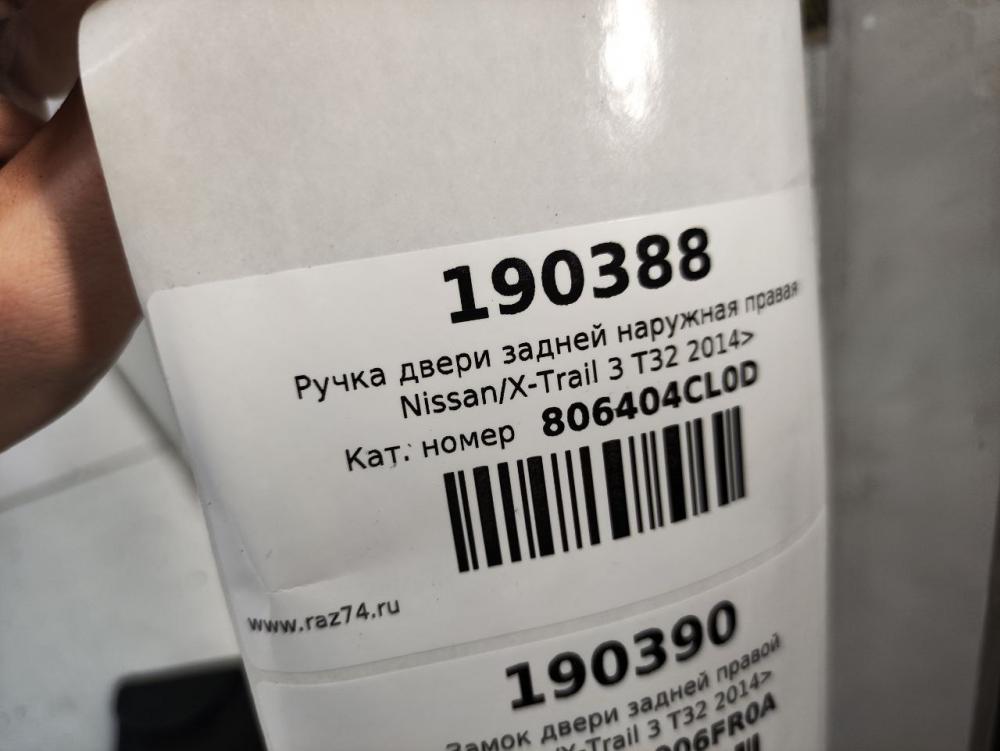 190388
Ручка двери задней наружная правая
Nissan/X-Trail 3 T32 2014>
Кат. номер 806404CL0D
www.raz74.ru
190390
Замок двери задней правой
/X-Trail 3 T32 2014>
06FR0A